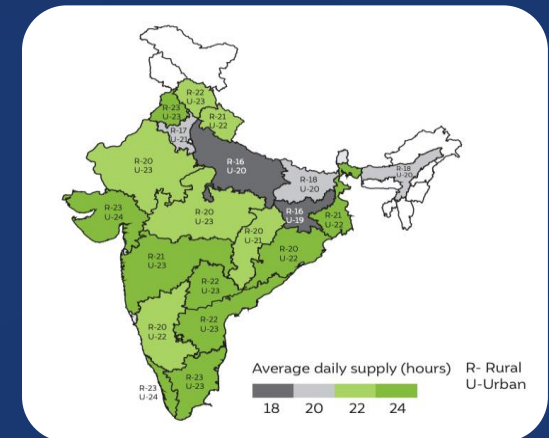 R-22
U-23
R-23
U-23
R-21
U-22
R-17
U-21
R-16
U-20
R-20
U-23
R-18
U-20
R-18
U-20
R-23
U-24
R-20
U-23
R-16
U-19
R-21
U-22
R-20
U-21
R-20
U-22
R-21
U-23
R-22
U-23
R-22
U-23
R-20
U-22
R-23
U-24
R-23
U-23
Average daily supply (hours)
18 20 22 24
R- Rural
U-Urban